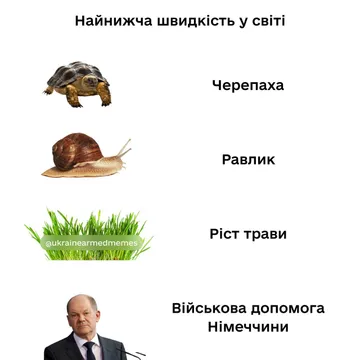 Найнижча швидкість у світі
Черепаха
Равлик
@ukrainearmedmemes
Ріст трави
Військова допомога
Німеччини